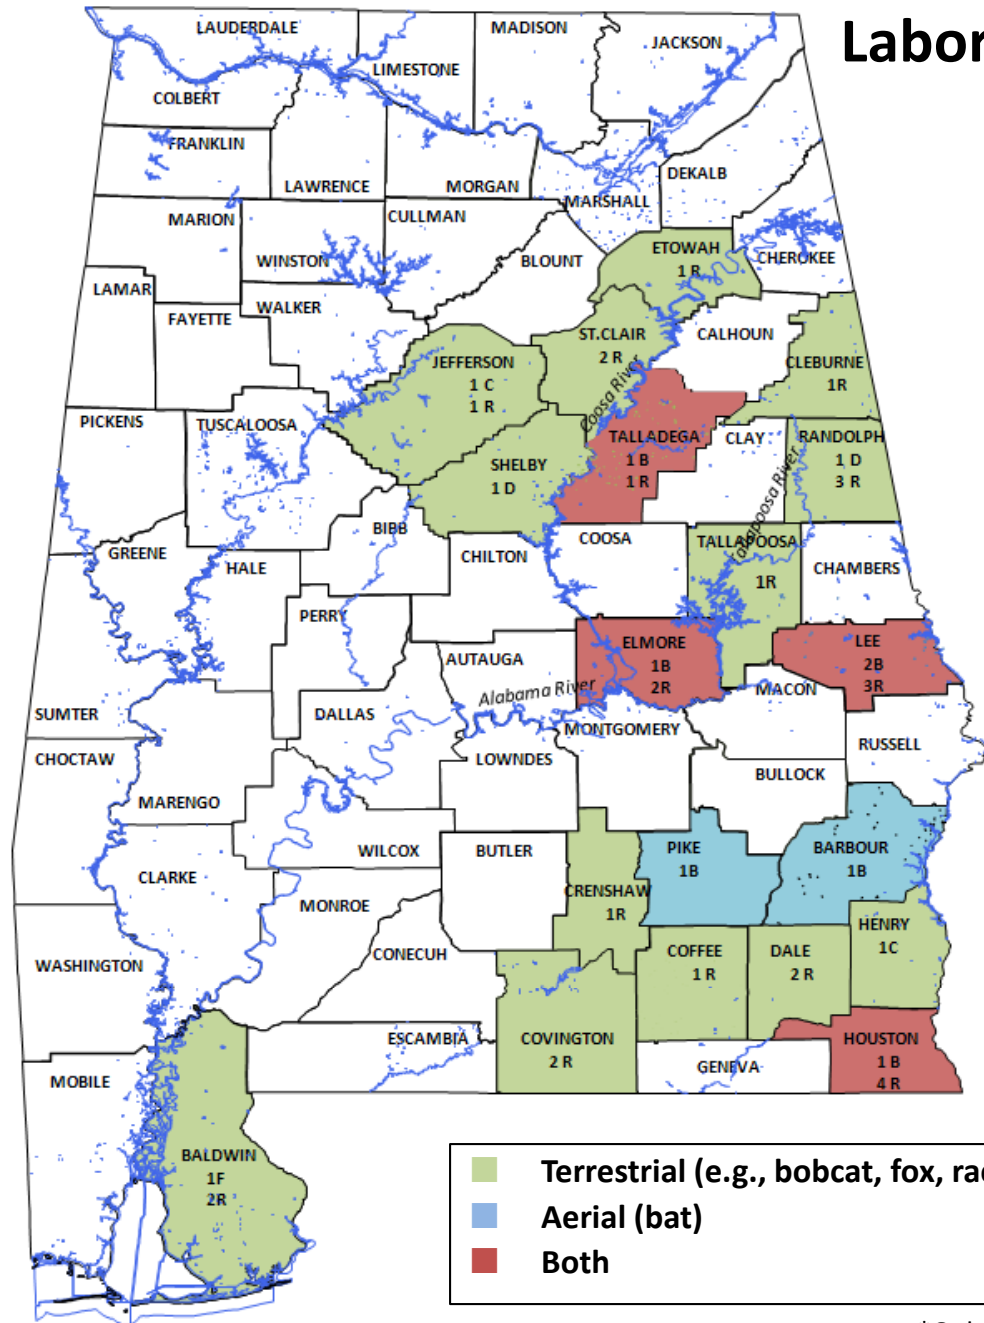 Labor
LAUDERDALE
MADISON
JACKSON
LIMESTONE
COLBERT
FRANKLIN
LAWRENCE
MORGAN
DEKALB
MARSHALL
MARION
CULLMAN
WINSTON
BLOUNT
ETOWAH
1 R
CHEROKEE
LAMAR
FAYETTE
WALKER
ST.CLAIR
2 R
CALHOUN
JEFFERSON
1 C
1 R
CLEBURNE
1R
Coosa River
PICKENS
TUSCALOOSA
TALLADEGA
1 B
1 R
CLAY
RANDOLPH
1 D
3 R
SHELBY
1 D
Tallapoosa River
BIBB
COOSA
TALLAPOOSA
1R
GREENE
HALE
CHILTON
CHAMBERS
PERRY
ELMORE
1B
2R
LEE
2B
3R
AUTAUGA
Alabama River
MACON
SUMTER
DALLAS
MONTGOMERY
CHOCTAW
LOWNDES
RUSSELL
BULLOCK
MARENGO
WILCOX
BUTLER
PIKE
1B
BARBOUR
1B
CLARKE
CRENSHAW
1R
MONROE
HENRY
1C
CONECUH
COFFEE
1 R
DALE
2 R
WASHINGTON
ESCAMBIA
COVINGTON
2 R
HOUSTON
1 B
4 R
GENEVA
MOBILE
BALDWIN
1F
2R
Terrestrial (e.g., bobcat, fox, rac
Aerial (bat)
Both